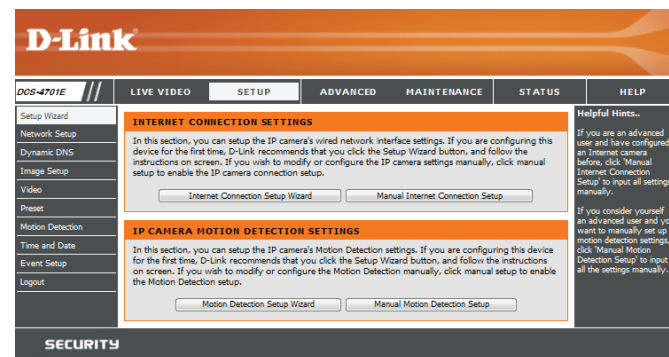 D-Link
DCS-4701E
LIVE VIDEO SETUP ADVANCED MAINTENANCE STATUS HELP
Setup Wizard
Network Setup
Dynamic DNS
Image Setup
Video
Preset
Motion Detection
Time and Date
Event Setup
Logout
INTERNET CONNECTION SETTINGS
In this section, you can setup the IP camera's wired network interface settings. If you are configuring this
device for the first time, D-Link recommends that you click the Setup Wizard button, and follow the
instructions on screen. If you wish to modify or configure the IP camera settings manually, click manual
setup to enable the IP camera connection setup.
Internet Connection Setup Wizard Manual Internet Connection Setup
IP CAMERA MOTION DETECTION SETTINGS
In this section, you can setup the IP camera's Motion Detection settings. If you are configuring this device
for the first time, D-Link recommends that you click the Setup Wizard button, and follow the instructions
on screen. If you wish to modify or configure the Motion Detection manually, click manual setup to enable
the Motion Detection setup.
Motion Detection Setup Wizard Manual Motion Detection Setup
Helpful Hints..
If you are an advanced
user and have configured
an Internet camera
before, click 'Manual
Internet Connection
Setup' to input all settings
manually.
If you consider yourself
an advanced user and yo
want to manually set up
motion detection settings,
click 'Manual Motion
Detection Setup' to input
all the settings manually.
SECURITY